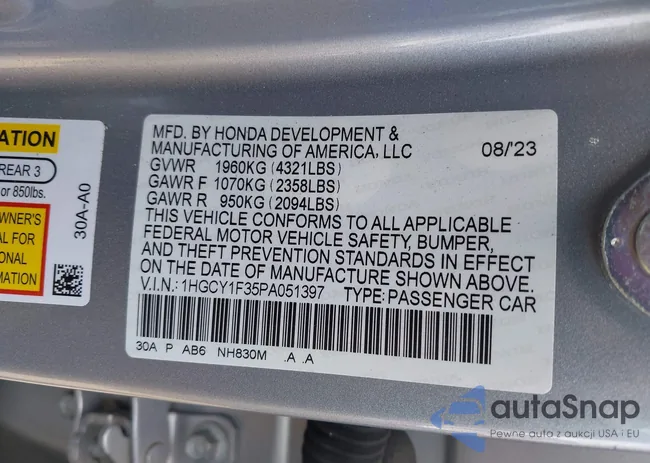 ATION
REAR 3
or 850lbs.
WNER'S
AL FOR
ONAL
MATION
30A-A0
MFD. BY HONDA DEVELOPMENT &
MANUFACTURING OF AMERICA, LLC 08/'23
GVWR 1960KG (4321LBS)
GAWR F 1070KG (2358LBS)
GAWR R 950KG (2094LBS)
THIS VEHICLE CONFORMS TO ALL APPLICABLE
FEDERAL MOTOR VEHICLE SAFETY, BUMPER,
AND THEFT PREVENTION STANDARDS IN EFFECT
ON THE DATE OF MANUFACTURE SHOWN ABOVE.
V.I.N.: 1HGCY1F35PA051397 TYPE: PASSENGER CAR
30A P AB6 NH830M .A .A
autaSnap
Pewne auto z aukcji USA i EU